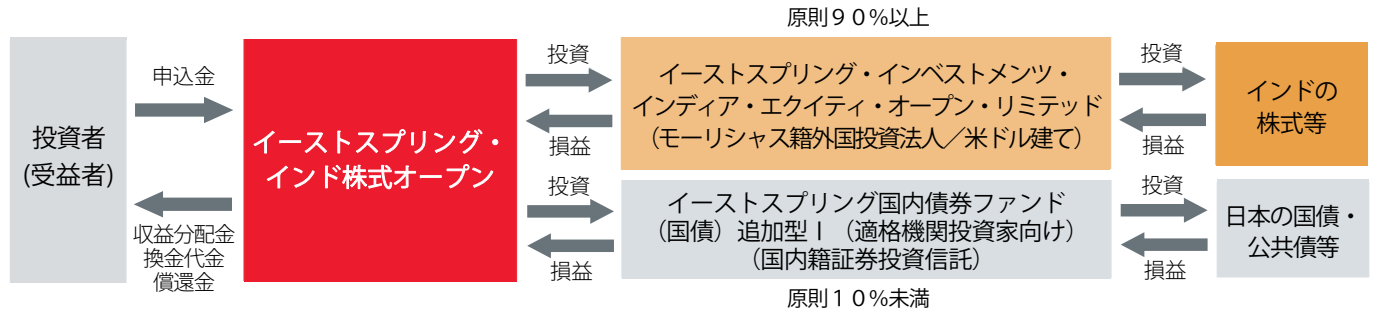 原則９０％以上
投資者
(受益者)
申込金
収益分配金
換金代金
償還金
イーストスプリング・
インド株式オープン
投資
損益
イーストスプリング・インベストメンツ・
インディア・エクイティ・オープン・リミテッド
（モーリシャス籍外国投資法人／米ドル建て）
投資
損益
インドの
株式等
投資
損益
イーストスプリング国内債券ファンド
（国債）追加型Ⅰ（適格機関投資家向け）
（国内籍証券投資信託）
投資
損益
日本の国債・
公共債等
原則１０％未満